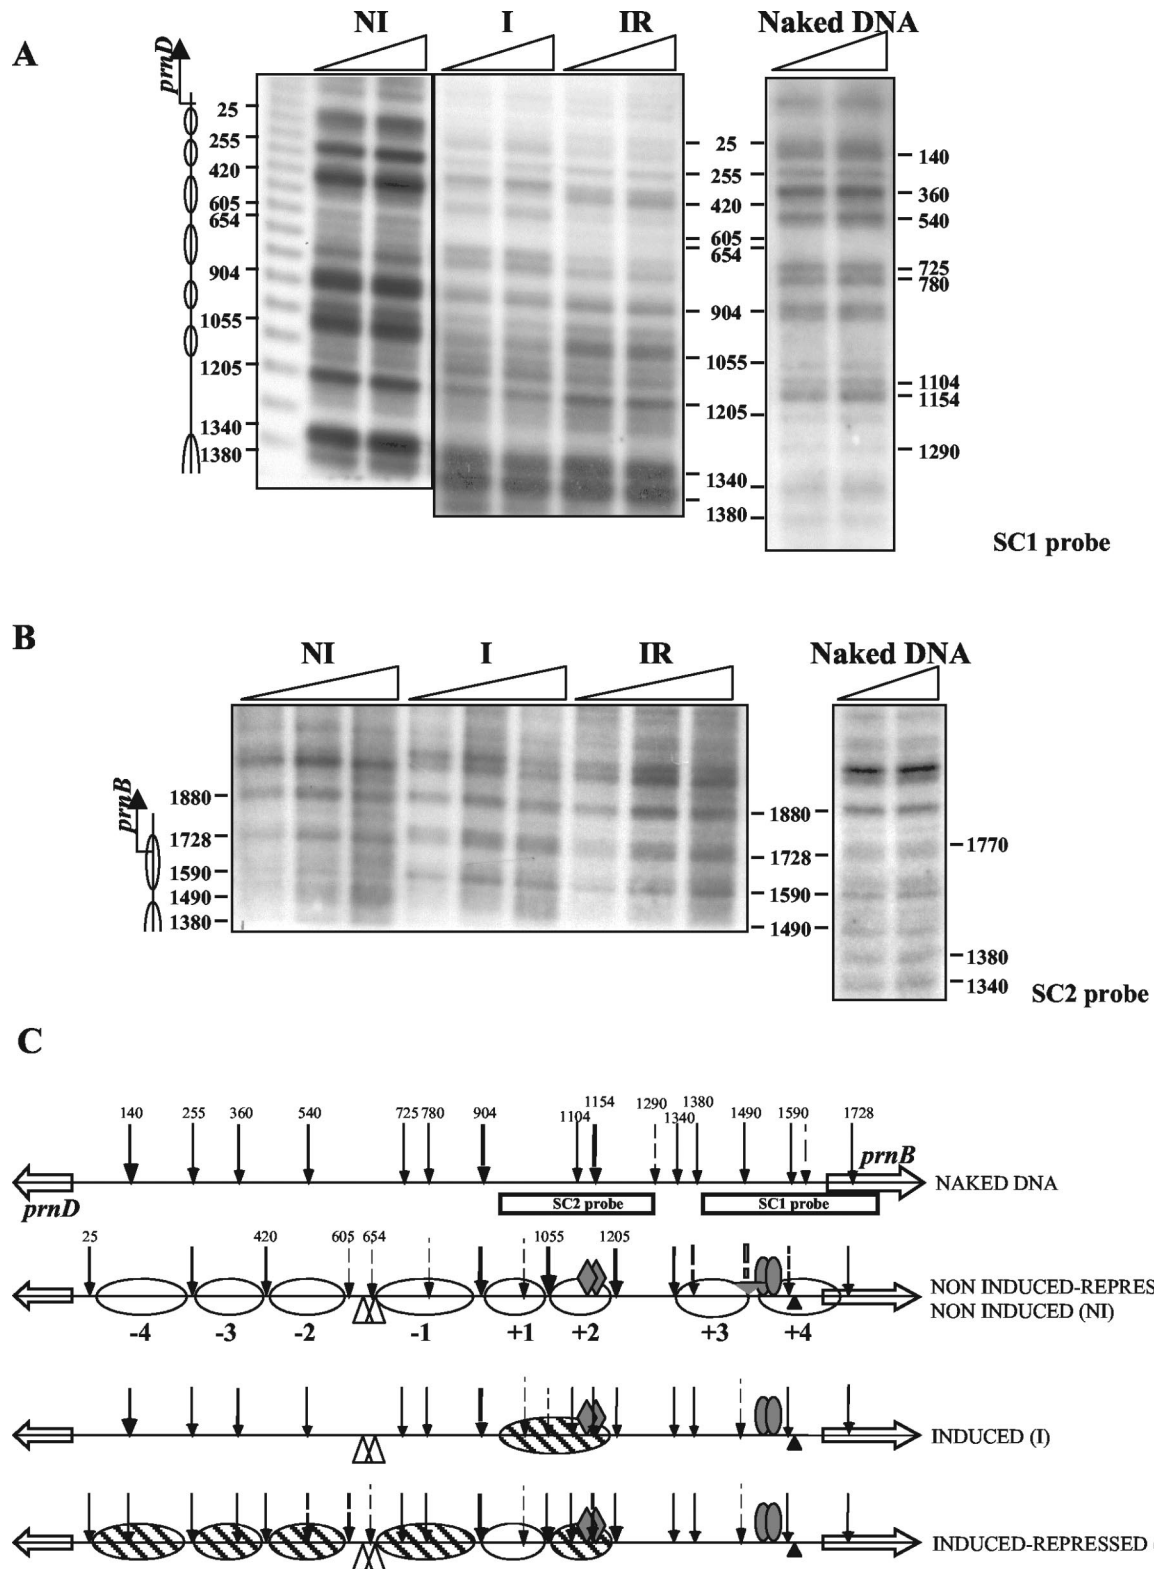 A
NI I IR Naked DNA
prnD
25
255
420
605
654
904
1055
1205
1340
1380
25
255
420
605
654
904
1055
1205
1340
1380
140
360
540
725
780
1104
1154
1290
SC1 probe
B
NI I IR Naked DNA
prnB
1880
1728
1590
1490
1380
1880
1728
1590
1490
1770
1380
1340
SC2 probe
C
140 255 360 540 725 780 904 1104 1154 1290 1340 1380 1490 1590 1728
prnB
NAKED DNA
prnD
SC2 probe SC1 probe
25 420 605 654 1055 1205
NON INDUCED-REPRES
NON INDUCED (NI)
-4 -3 -2 -1 +1 +2 +3 +4
INDUCED (I)
INDUCED-REPRESSED (